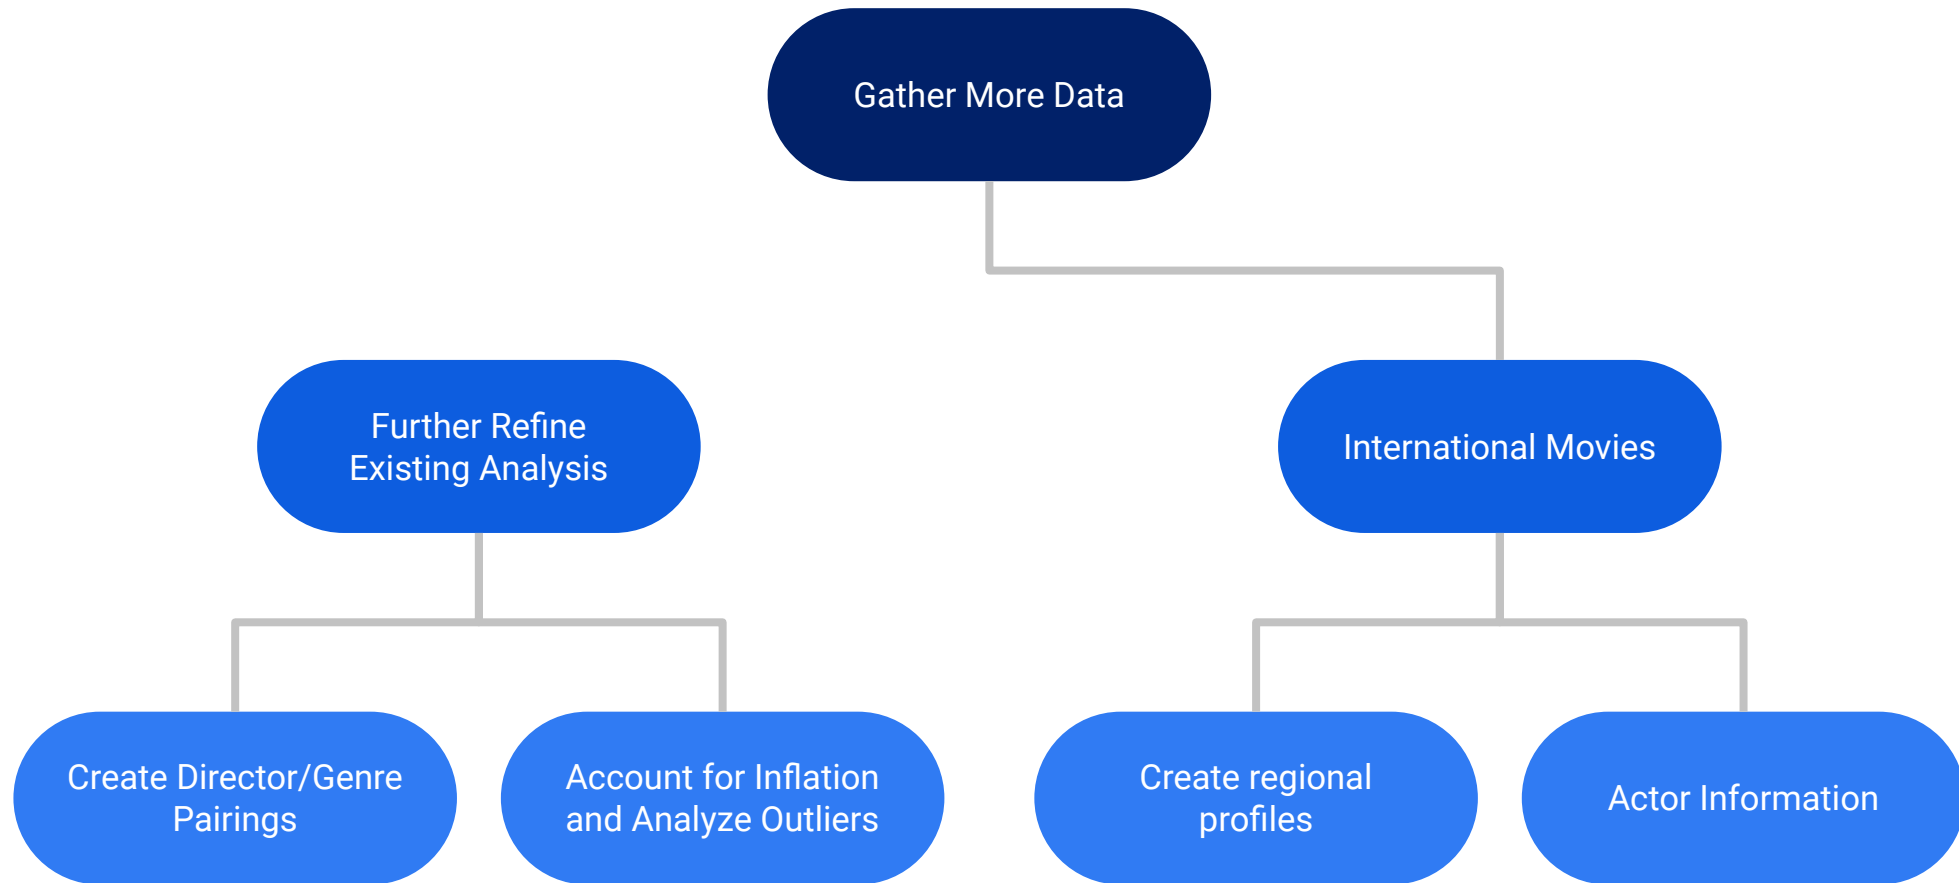 Gather More Data
Further Refine
Existing Analysis
International Movies
Create Director/Genre
Pairings
Account for Inflation
and Analyze Outliers
Create regional
profiles
Actor Information